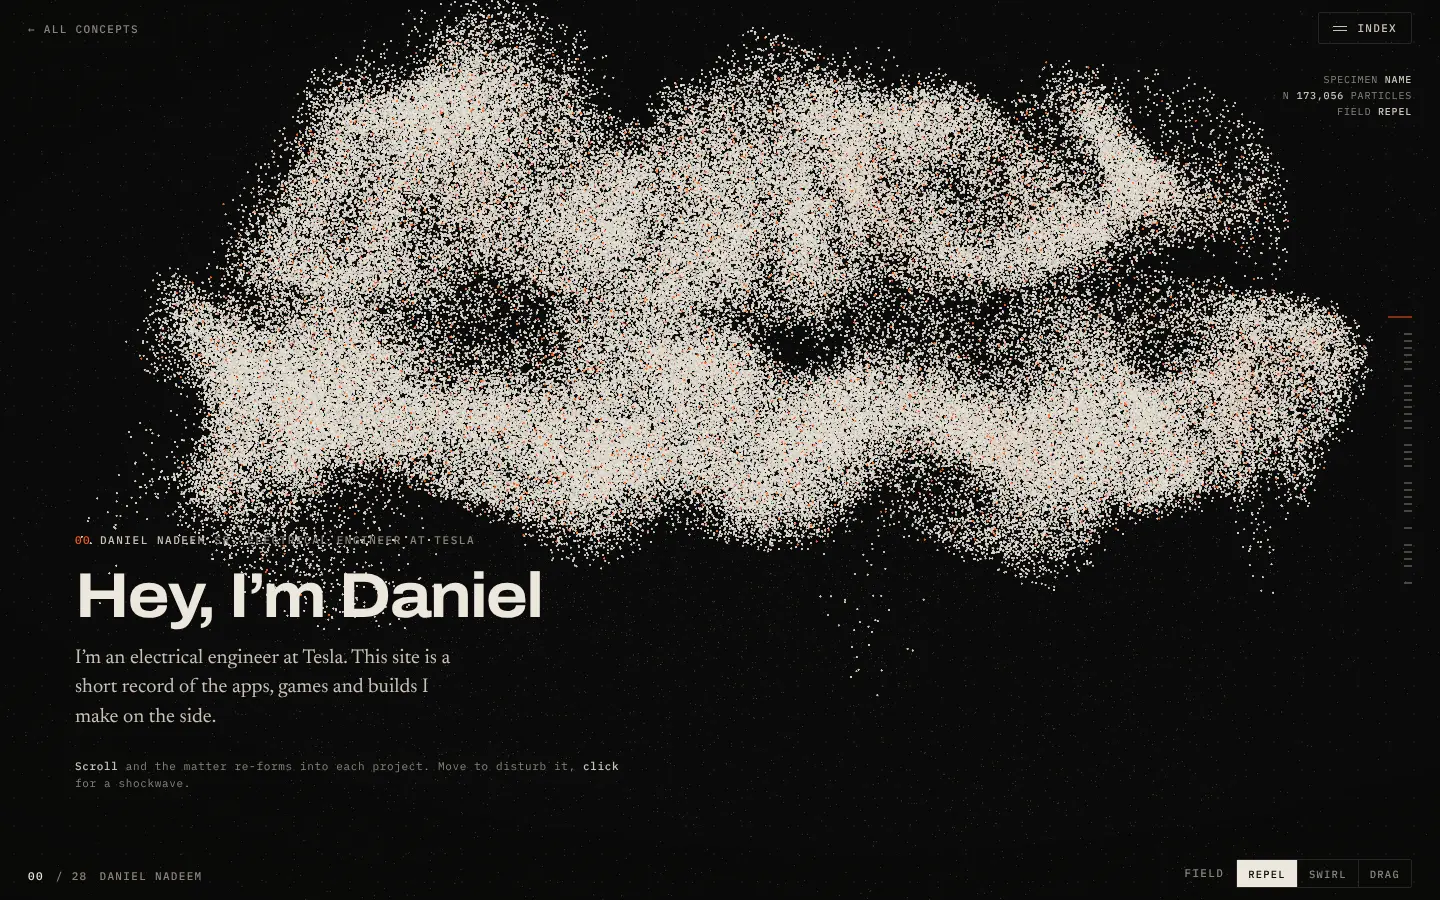 ← ALL CONCEPTS
INDEX
SPECIMEN NAME
N 173,056 PARTICLES
FIELD REPEL
00 DANIEL NADEEM ELECTRICAL ENGINEER AT TESLA
Hey, I’m Daniel
I’m an electrical engineer at Tesla. This site is a
short record of the apps, games and builds I
make on the side.
Scroll and the matter re-forms into each project. Move to disturb it, click
for a shockwave.
00 / 28 DANIEL NADEEM
FIELD REPEL SWIRL DRAG